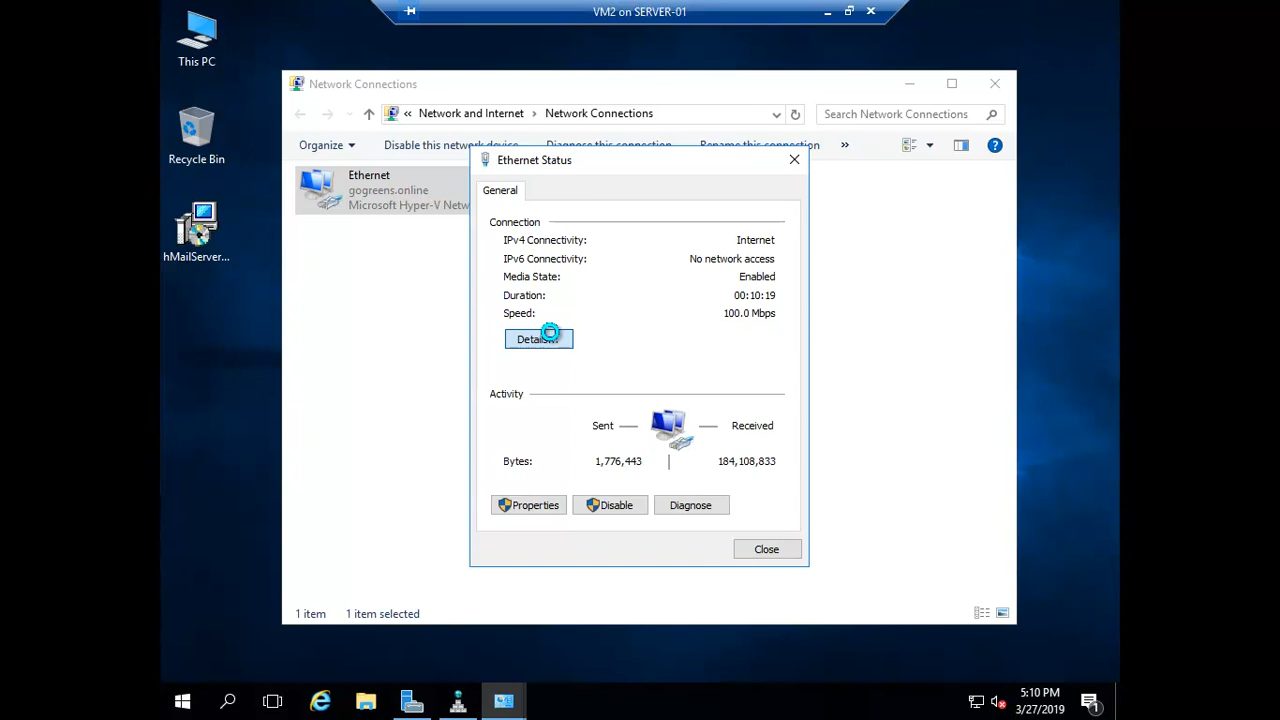 VM2 on SERVER-01
This PC
Recycle Bin
hMailServer...
Network Connections
« Network and Internet > Network Connections
Search Network Connections
Organize
Disable this network device
Diagnose this connection
Rename this connection
»
Ethernet
gogreens.online
Microsoft Hyper-V Netw
Ethernet Status
General
Connection
IPv4 Connectivity: Internet
IPv6 Connectivity: No network access
Media State: Enabled
Duration: 00:10:19
Speed: 100.0 Mbps
Details...
Activity
Sent — — Received
Bytes: 1,776,443 | 184,108,833
Properties
Disable
Diagnose
Close
1 item 1 item selected
5:10 PM
3/27/2019
1